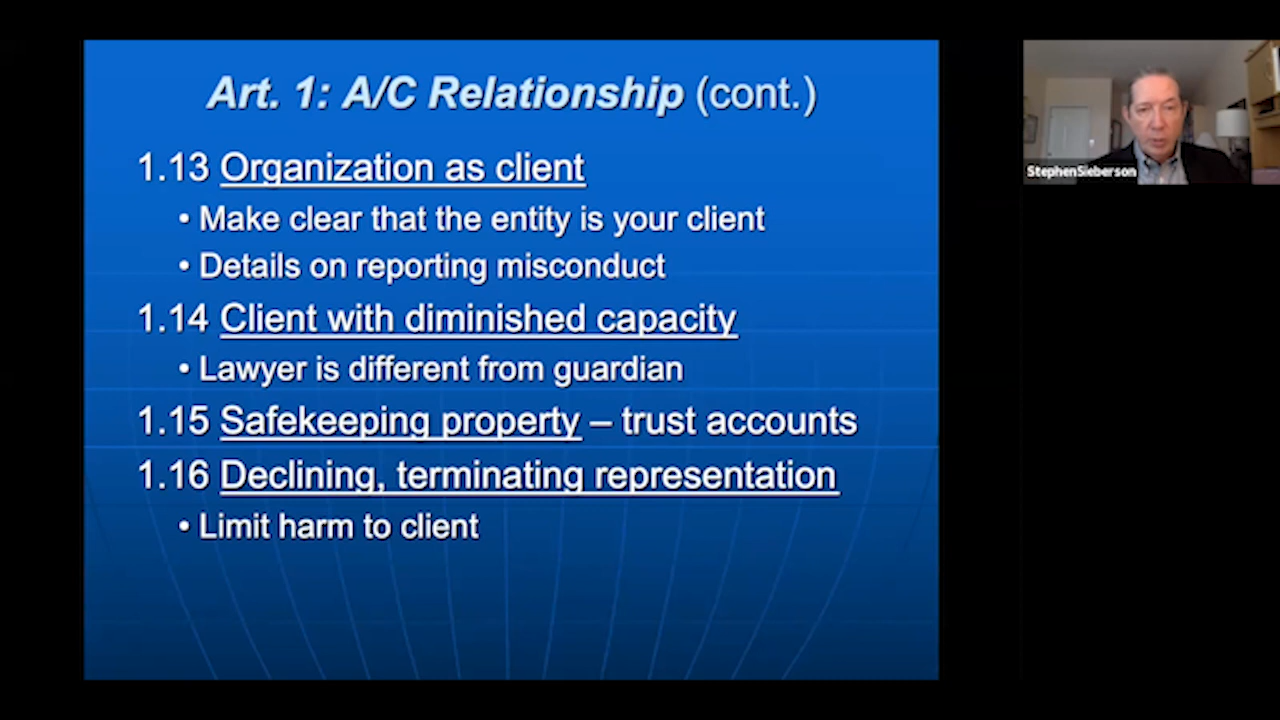 Art. 1: A/C Relationship (cont.)
1.13 Organization as client
• Make clear that the entity is your client
• Details on reporting misconduct
1.14 Client with diminished capacity
• Lawyer is different from guardian
1.15 Safekeeping property – trust accounts
1.16 Declining, terminating representation
• Limit harm to client
StephenSieberson